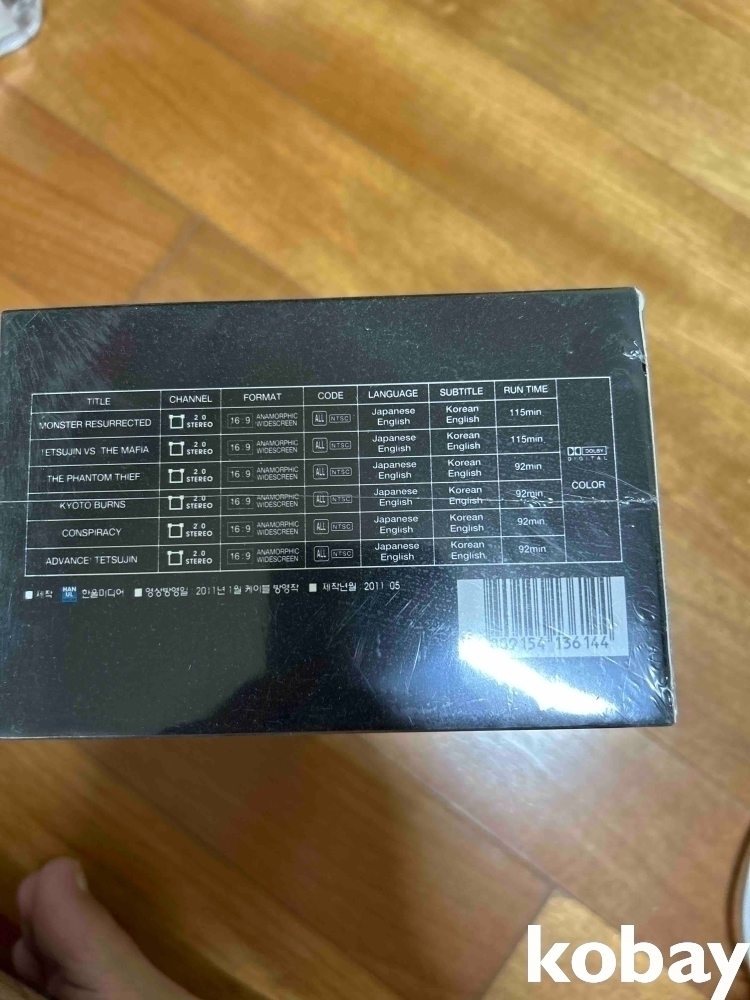 TITLE CHANNEL FORMAT CODE LANGUAGE SUBTITLE RUN TIME
MONSTER RESURRECTED 2.0 STEREO 16:9 ANAMORPHIC WIDESCREEN ALL NTSC Japanese English Korean English 115min
TETSUJIN VS THE MAFIA 2.0 STEREO 16:9 ANAMORPHIC WIDESCREEN ALL NTSC Japanese English Korean English 115min
THE PHANTOM THIEF 2.0 STEREO 16:9 ANAMORPHIC WIDESCREEN ALL NTSC Japanese English Korean English 92min
KYOTO BURNS 2.0 STEREO 16:9 ANAMORPHIC WIDESCREEN ALL NTSC Japanese English Korean English 92min
CONSPIRACY 2.0 STEREO 16:9 ANAMORPHIC WIDESCREEN ALL NTSC Japanese English Korean English 92min
ADVANCE! TETSUJIN 2.0 STEREO 16:9 ANAMORPHIC WIDESCREEN ALL NTSC Japanese English Korean English 92min
DOLBY
DIGITAL
COLOR
■ 제작 HAN UL 한울미디어 ■ 영상방영일 2011년 1월 케이블 방영작 ■ 제작년월 2011.05
154 136144
kobay